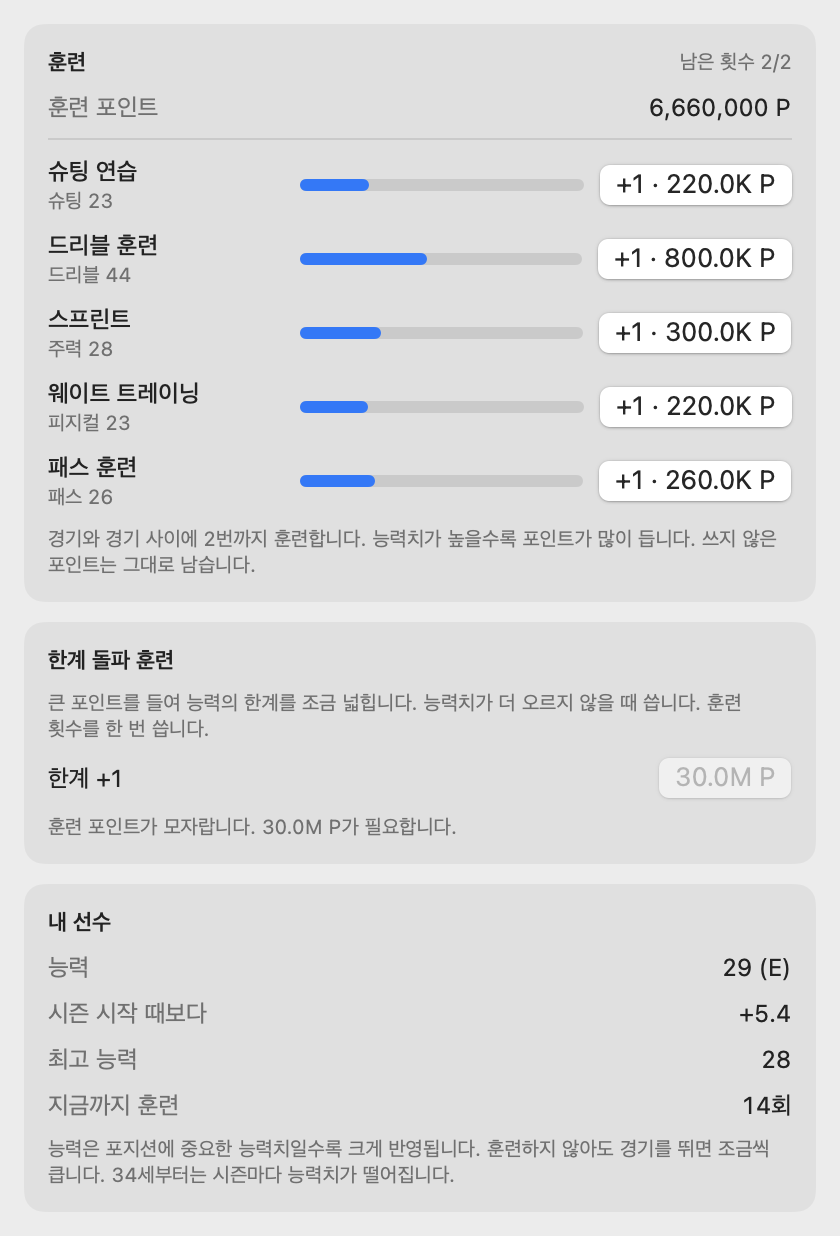 훈련
남은 횟수 2/2
훈련 포인트
6,660,000 P
슈팅 연습
슈팅 23
+1 · 220.0K P
드리블 훈련
드리블 44
+1 · 800.0K P
스프린트
주력 28
+1 · 300.0K P
웨이트 트레이닝
피지컬 23
+1 · 220.0K P
패스 훈련
패스 26
+1 · 260.0K P
경기와 경기 사이에 2번까지 훈련합니다. 능력치가 높을수록 포인트가 많이 듭니다. 쓰지 않은
포인트는 그대로 남습니다.
한계 돌파 훈련
큰 포인트를 들여 능력의 한계를 조금 넓힙니다. 능력치가 더 오르지 않을 때 씁니다. 훈련
횟수를 한 번 씁니다.
한계 +1
30.0M P
훈련 포인트가 모자랍니다. 30.0M P가 필요합니다.
내 선수
능력
29 (E)
시즌 시작 때보다
+5.4
최고 능력
28
지금까지 훈련
14회
능력은 포지션에 중요한 능력치일수록 크게 반영됩니다. 훈련하지 않아도 경기를 뛰면 조금씩
큽니다. 34세부터는 시즌마다 능력치가 떨어집니다.